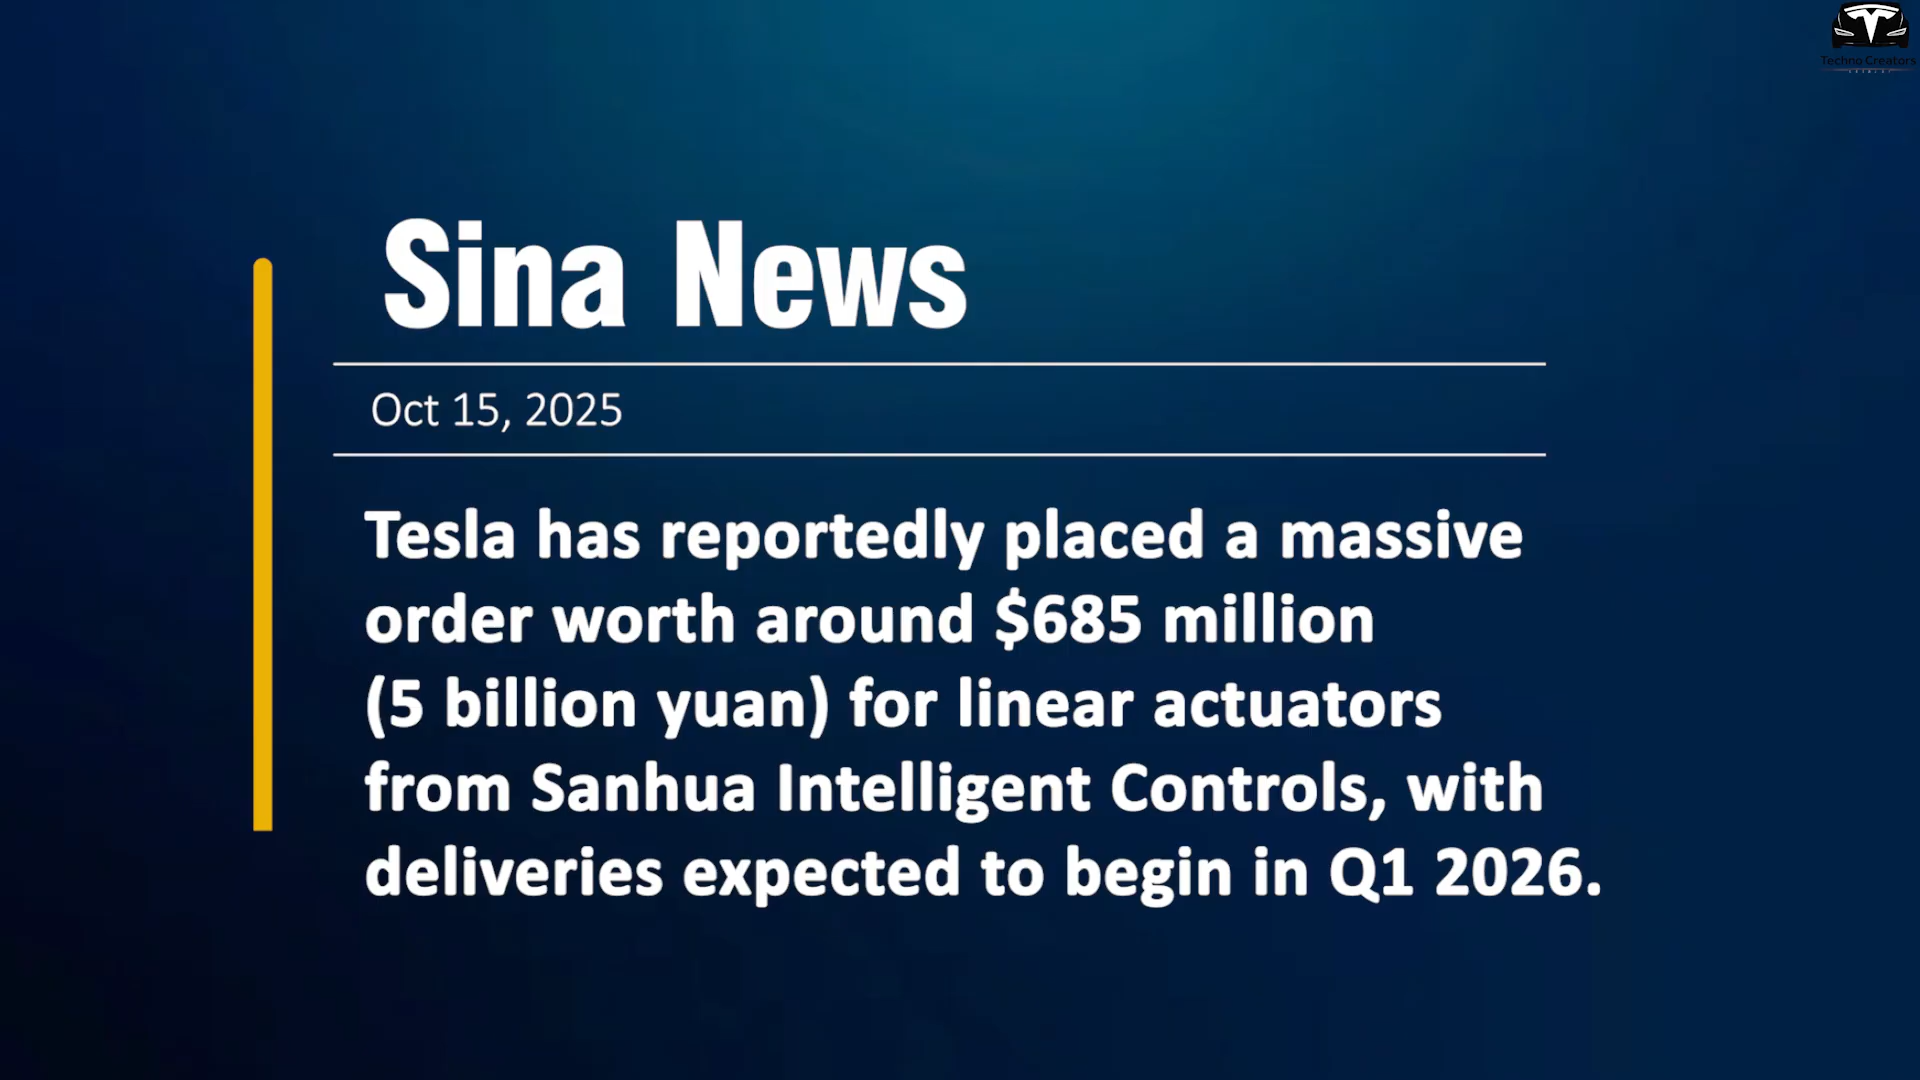 Techno Creators
Sina News
Oct 15, 2025
Tesla has reportedly placed a massive
order worth around $685 million
(5 billion yuan) for linear actuators
from Sanhua Intelligent Controls, with
deliveries expected to begin in Q1 2026.